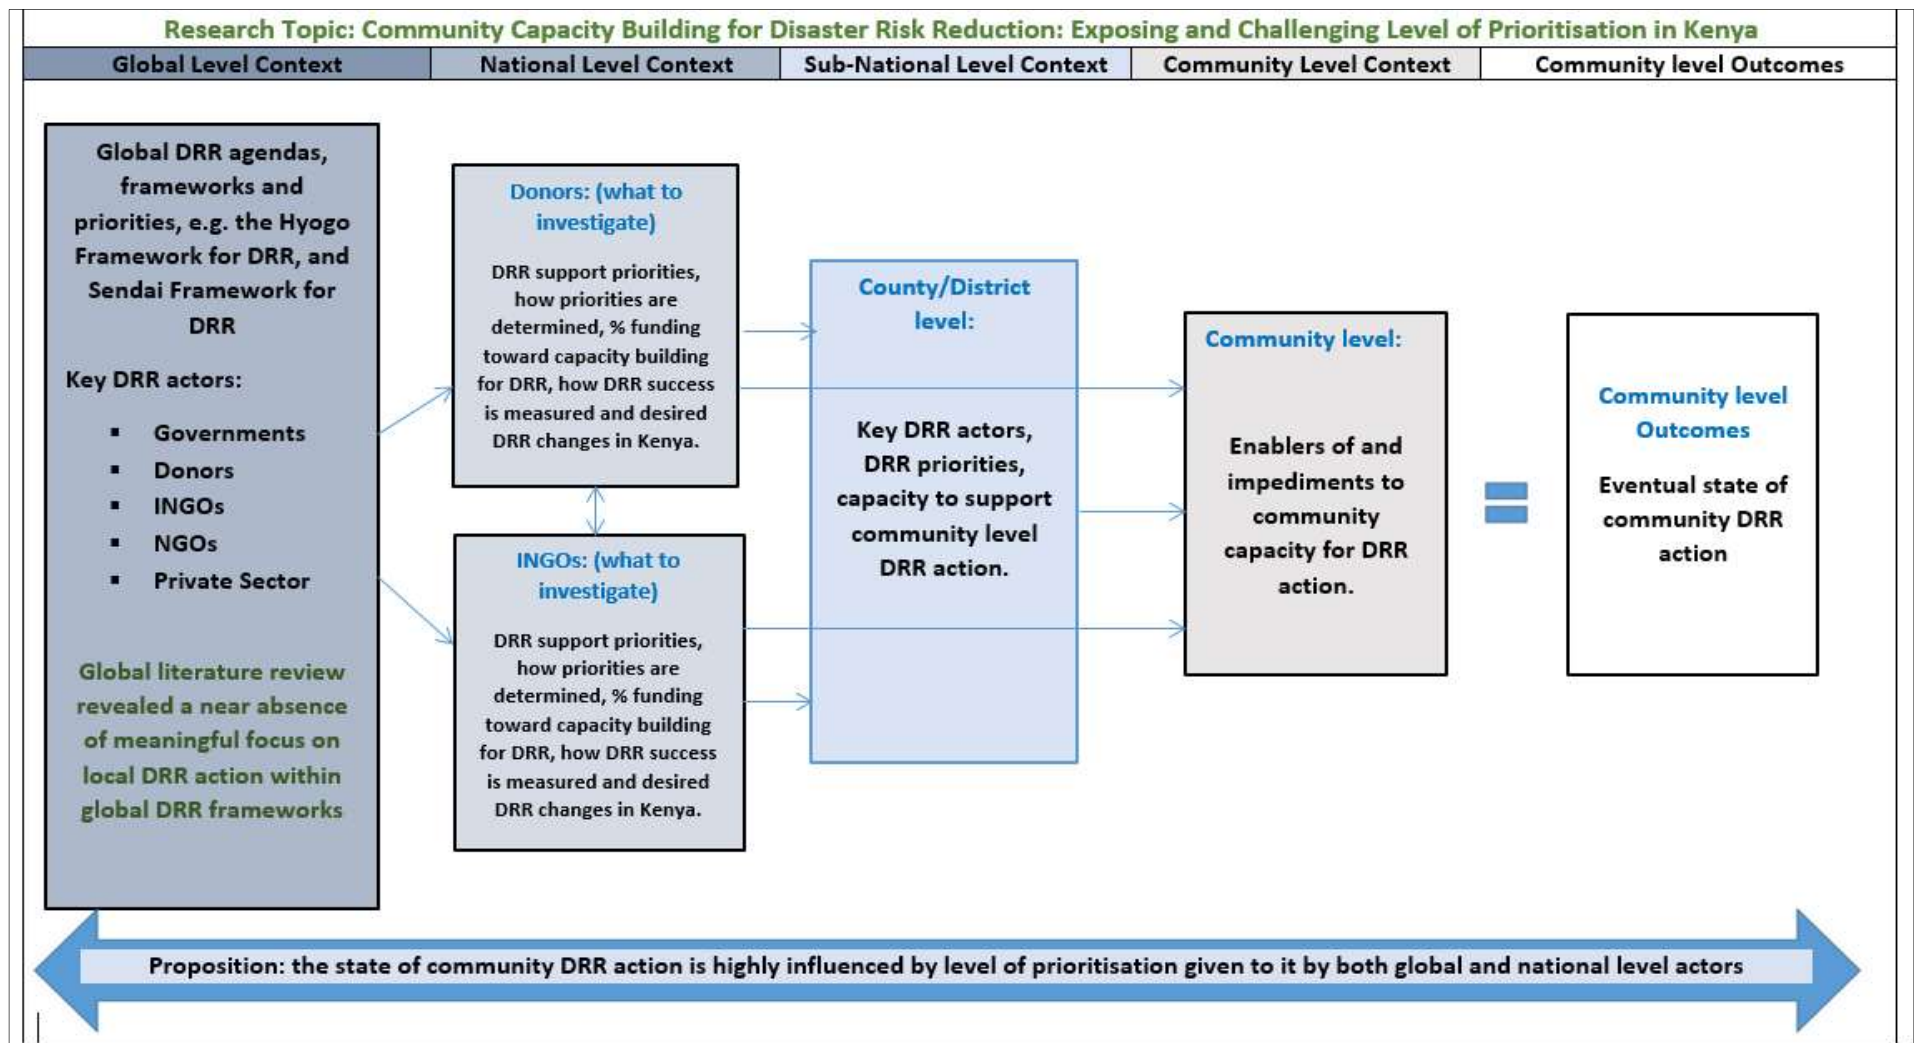 Research Topic: Community Capacity Building for Disaster Risk Reduction: Exposing and Challenging Level of Prioritisation in Kenya
Global Level Context
National Level Context
Sub-National Level Context
Community Level Context
Community level Outcomes
Global DRR agendas,
frameworks and
priorities, e.g. the Hyogo
Framework for DRR, and
Sendai Framework for
DRR
Key DRR actors:
▪ Governments
▪ Donors
▪ INGOs
▪ NGOs
▪ Private Sector
Global literature review
revealed a near absence
of meaningful focus on
local DRR action within
global DRR frameworks
Donors: (what to
investigate)
DRR support priorities,
how priorities are
determined, % funding
toward capacity building
for DRR, how DRR success
is measured and desired
DRR changes in Kenya.
INGOs: (what to
investigate)
DRR support priorities,
how priorities are
determined, % funding
toward capacity building
for DRR, how DRR success
is measured and desired
DRR changes in Kenya.
County/District
level:
Key DRR actors,
DRR priorities,
capacity to support
community level
DRR action.
Community level:
Enablers of and
impediments to
community
capacity for DRR
action.
Community level
Outcomes
Eventual state of
community DRR
action
Proposition: the state of community DRR action is highly influenced by level of prioritisation given to it by both global and national level actors